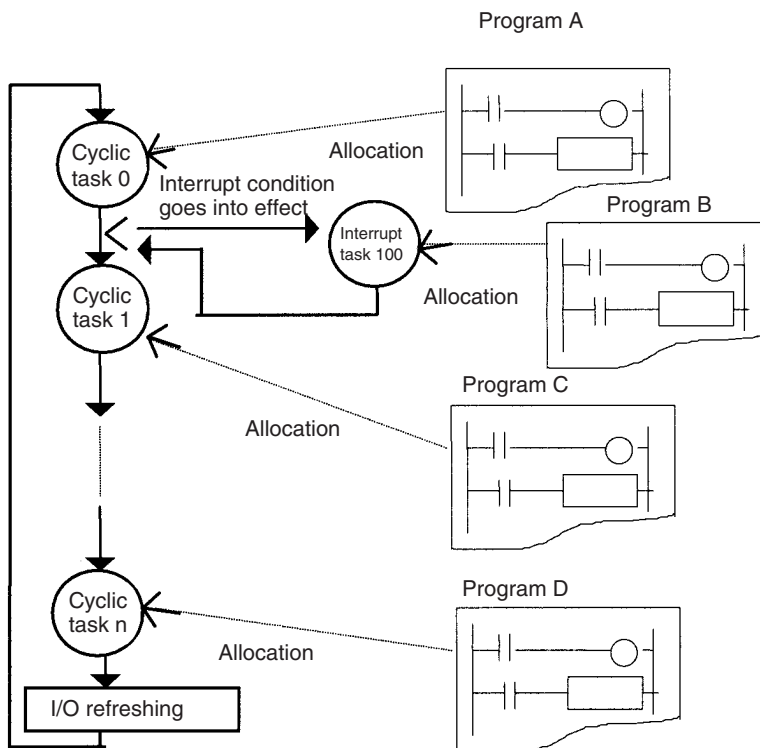 Program A
Cyclic
task 0
Allocation
Interrupt condition
goes into effect
Program B
Interrupt
task 100
Allocation
Cyclic
task 1
Program C
Allocation
Cyclic
task n
Program D
Allocation
I/O refreshing